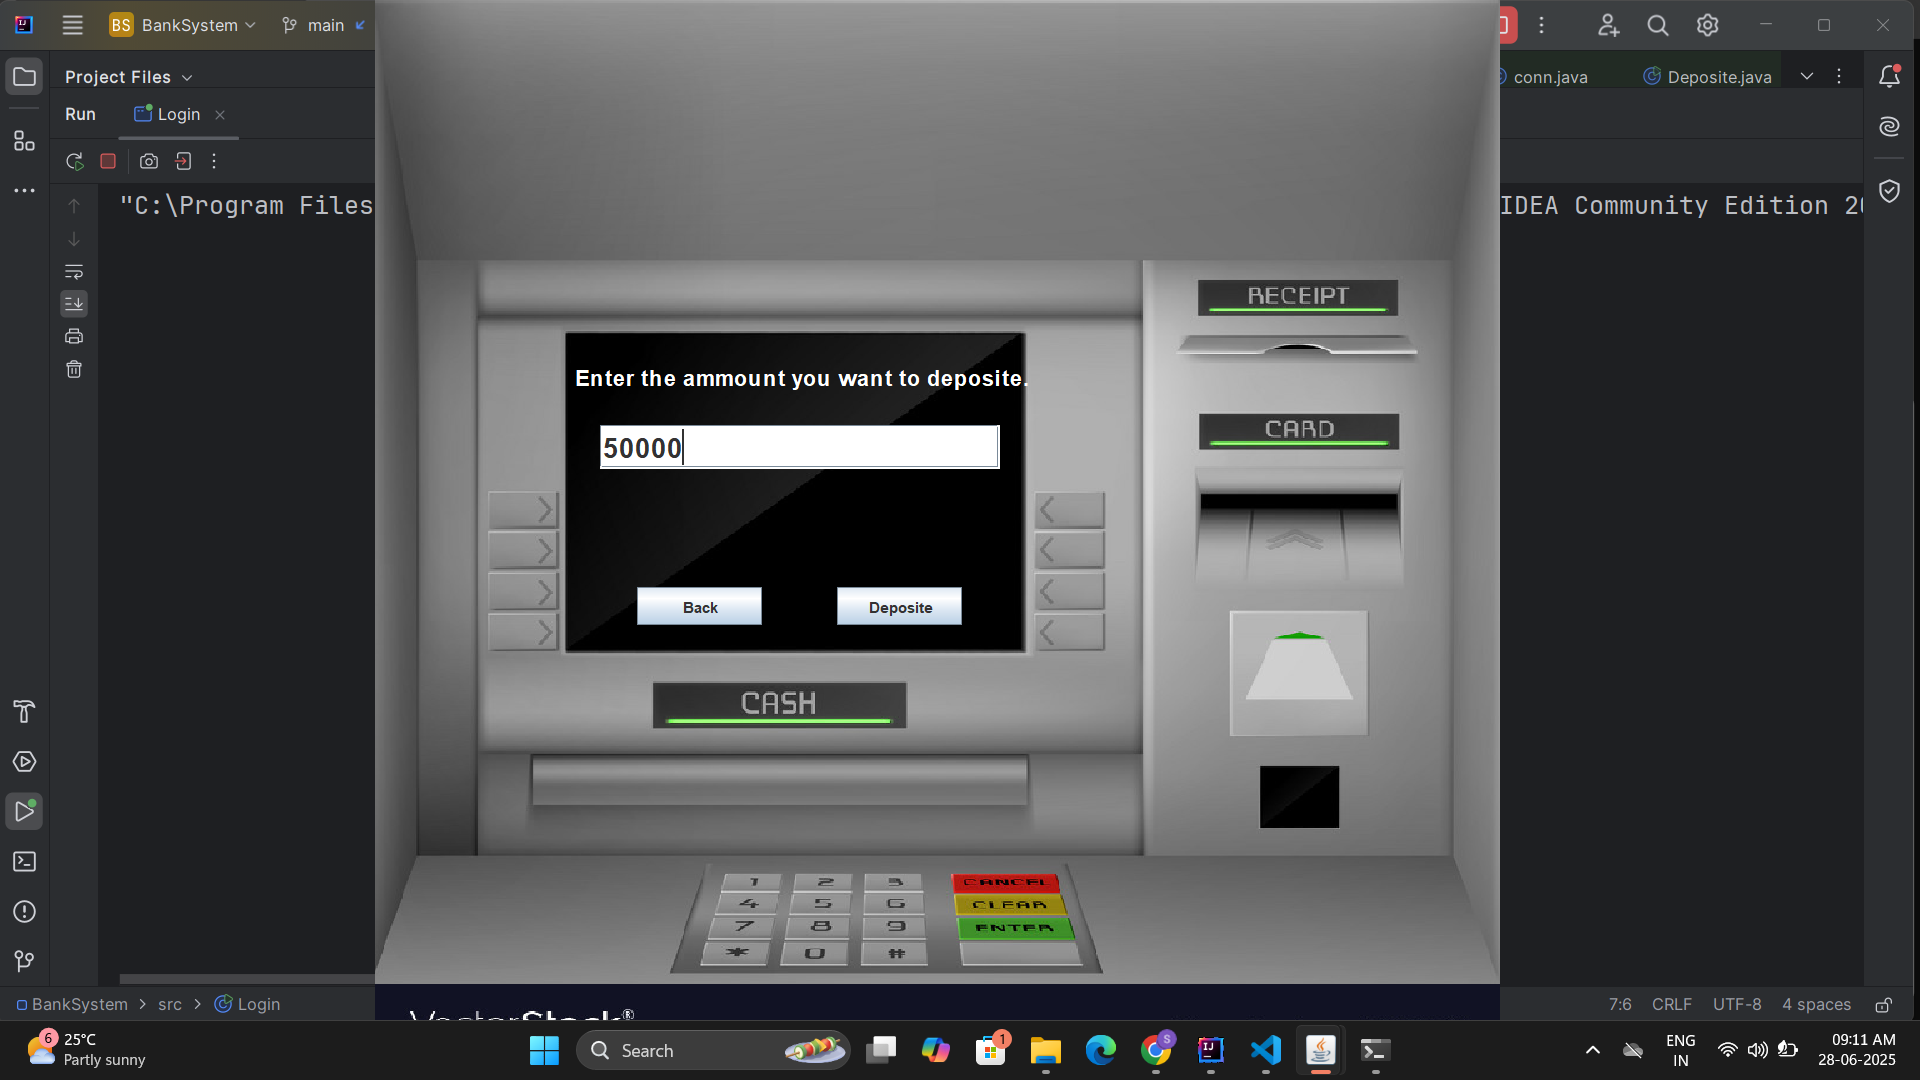 BS BankSystem main
Project Files
conn.java Deposite.java
Run Login
"C:\Program Files
IDEA Community Edition
RECEIPT
Enter the ammount you want to deposite.
CARD
50000
Back Deposite
CASH
1 2 3 CANCEL
4 5 6 CLEAR
7 8 9 ENTER
* 0 #
VectorStock®
BankSystem > src > Login
7:6 CRLF UTF-8 4 spaces
6 25°C
Partly sunny
Search
1
S
ENG
IN
09:11 AM
28-06-2025